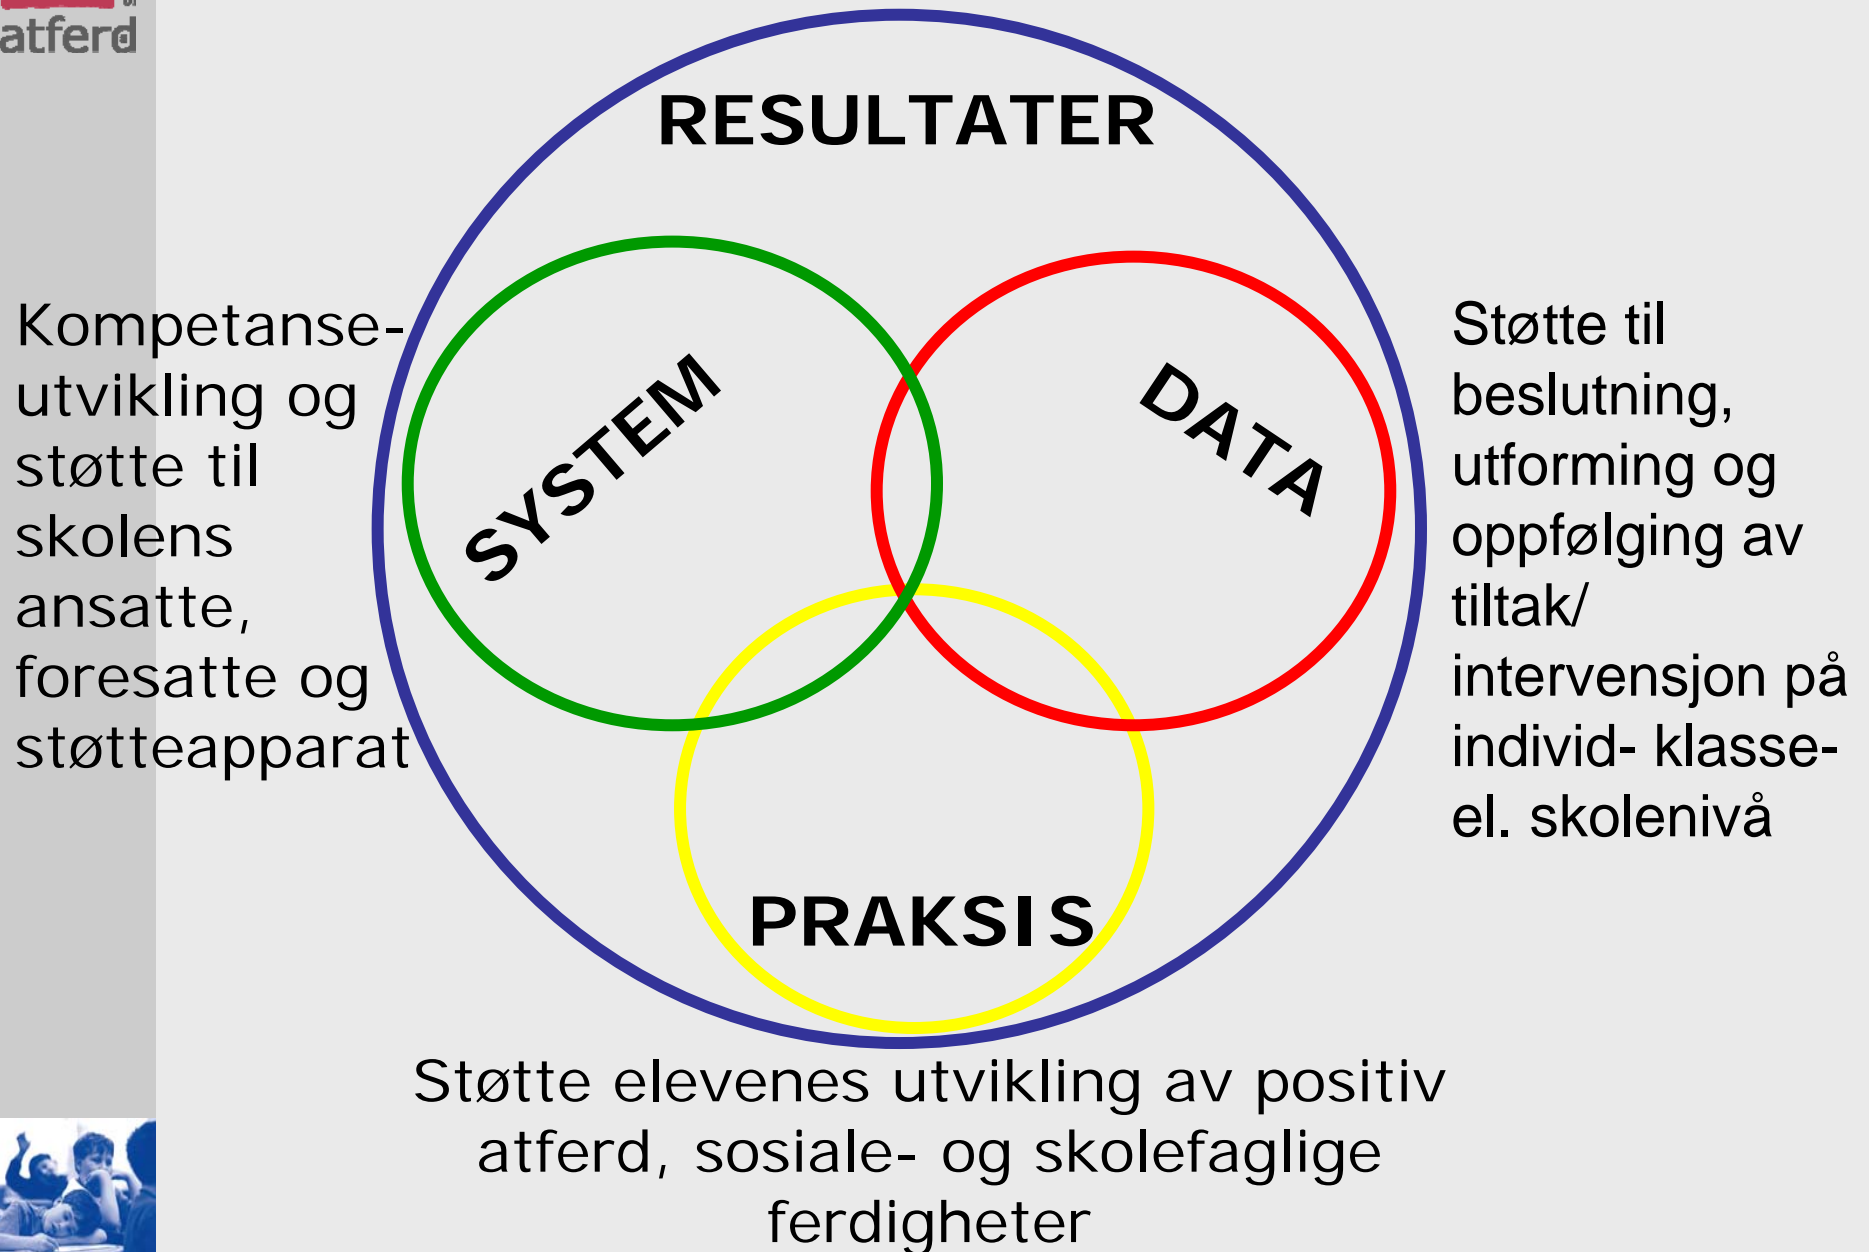 atferd
RESULTATER
SYSTEM
DATA
PRAKSIS
Kompetanse-
utvikling og
støtte til
skolens
ansatte,
foresatte og
støtteapparat
Støtte til
beslutning,
utforming og
oppfølging av
tiltak/
intervensjon på
individ- klasse-
el. skolenivå
Støtte elevenes utvikling av positiv
atferd, sosiale- og skolefaglige
ferdigheter